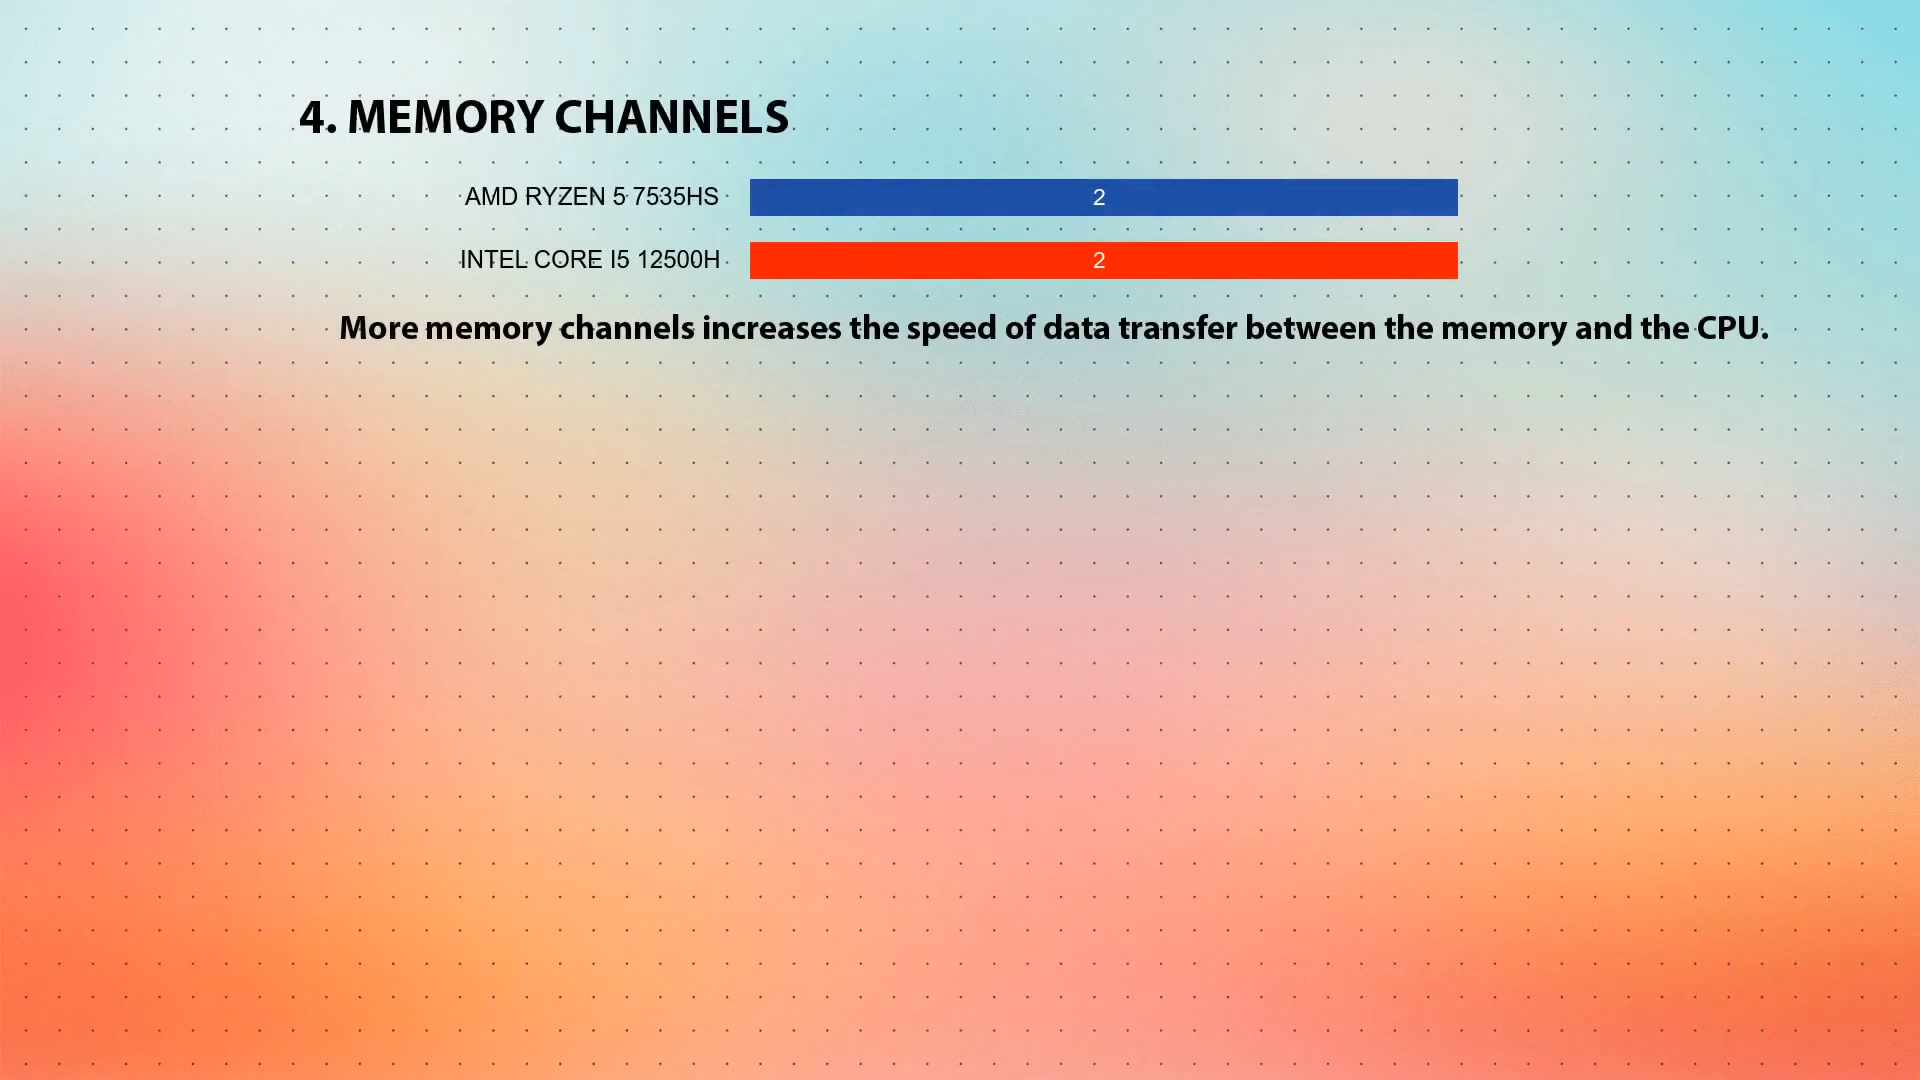 4. MEMORY CHANNELS
AMD RYZEN 5 7535HS 2
INTEL CORE I5 12500H 2
More memory channels increases the speed of data transfer between the memory and the CPU.